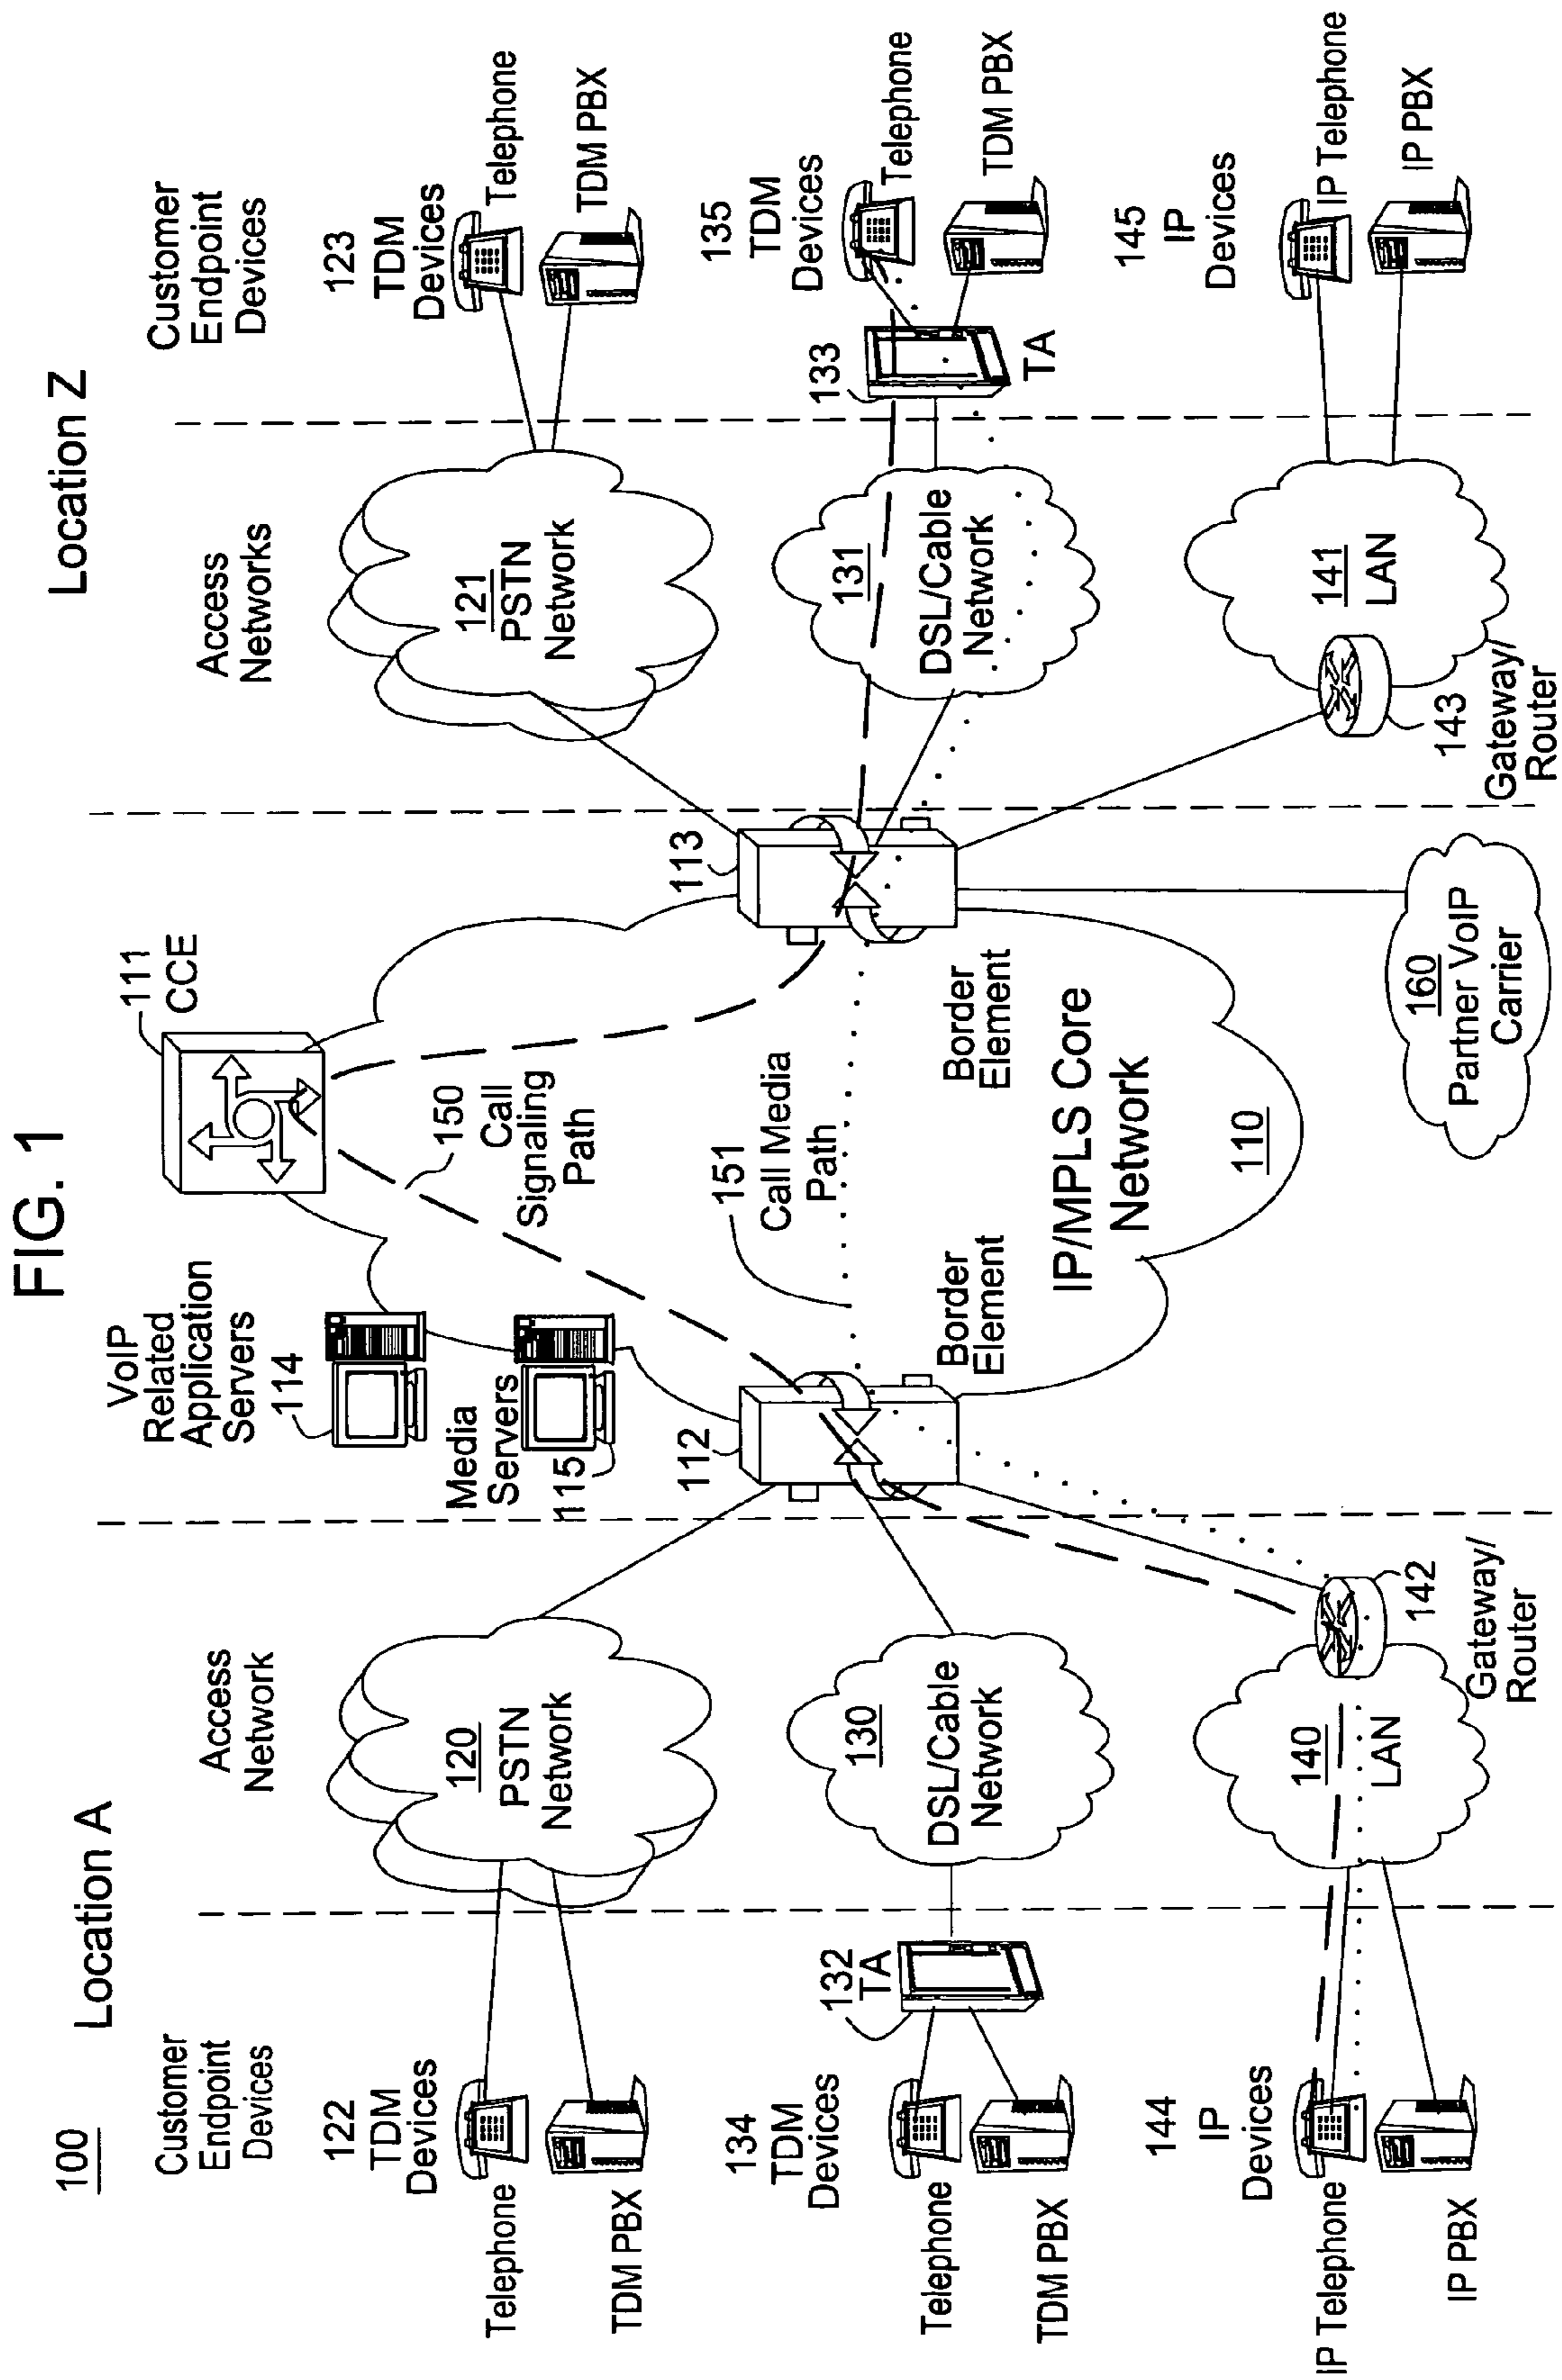 FIG. 1
100
Location A
Location Z
Customer
Endpoint
Devices
Access
Network
VoIP
Related
Application
Servers
114
111
CCE
Access
Networks
Customer
Endpoint
Devices
122
TDM
Devices
Telephone
TDM PBX
120
PSTN
Network
Media
Servers
115
150
Call
Signaling
Path
121
PSTN
Network
123
TDM
Devices
Telephone
TDM PBX
134
TDM
Devices
Telephone
TDM PBX
132
TA
130
DSL/Cable
Network
112
Border
Element
151
Call Media
Path
113
Border
Element
131
DSL/Cable
Network
133
TA
135
TDM
Devices
Telephone
TDM PBX
IP/MPLS Core
Network
110
144
IP
Devices
IP Telephone
IP PBX
140
LAN
142
Gateway/
Router
160
Partner VoIP
Carrier
141
LAN
143
Gateway/
Router
145
IP
Devices
IP Telephone
IP PBX